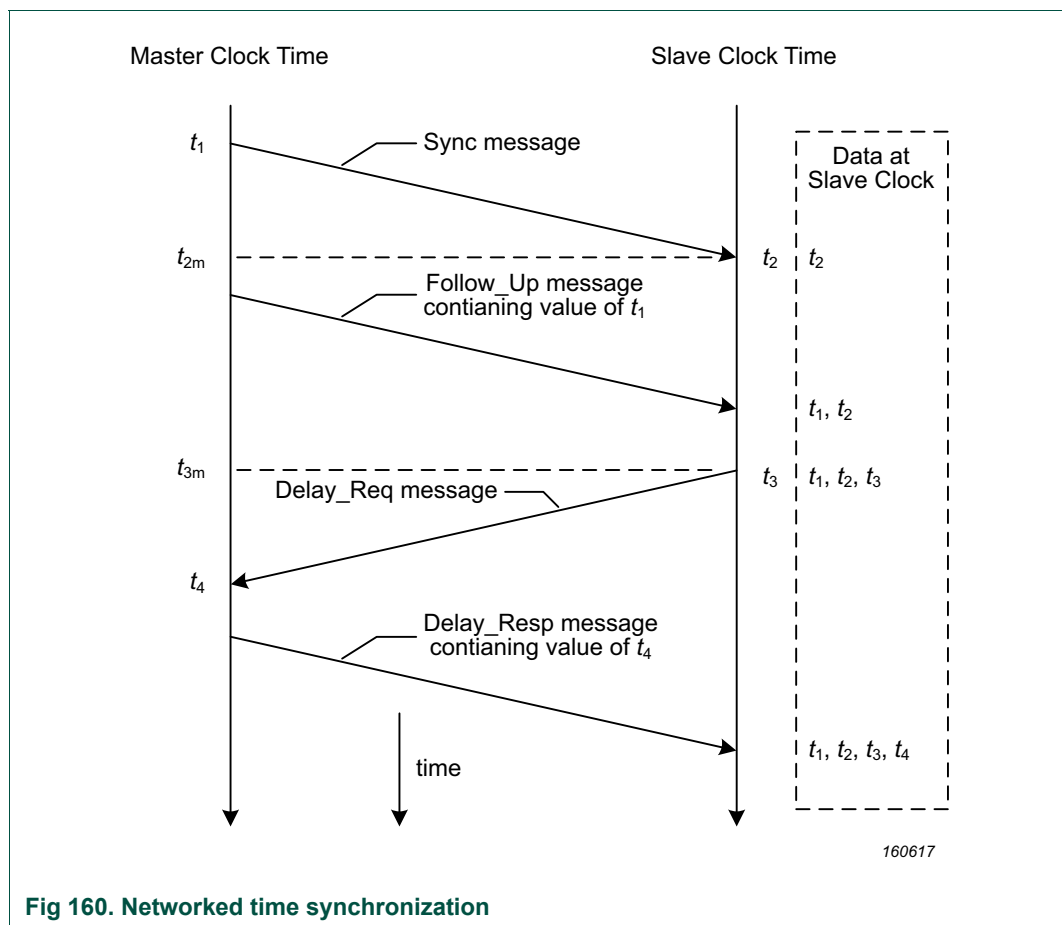 Master Clock Time
Slave Clock Time
t1
Sync message
Data at
Slave Clock
t2m
t2
t2
Follow_Up message
contianing value of t1
t1, t2
t3m
t3
t1, t2, t3
Delay_Req message
t4
Delay_Resp message
contianing value of t4
t1, t2, t3, t4
time
160617
Fig 160. Networked time synchronization